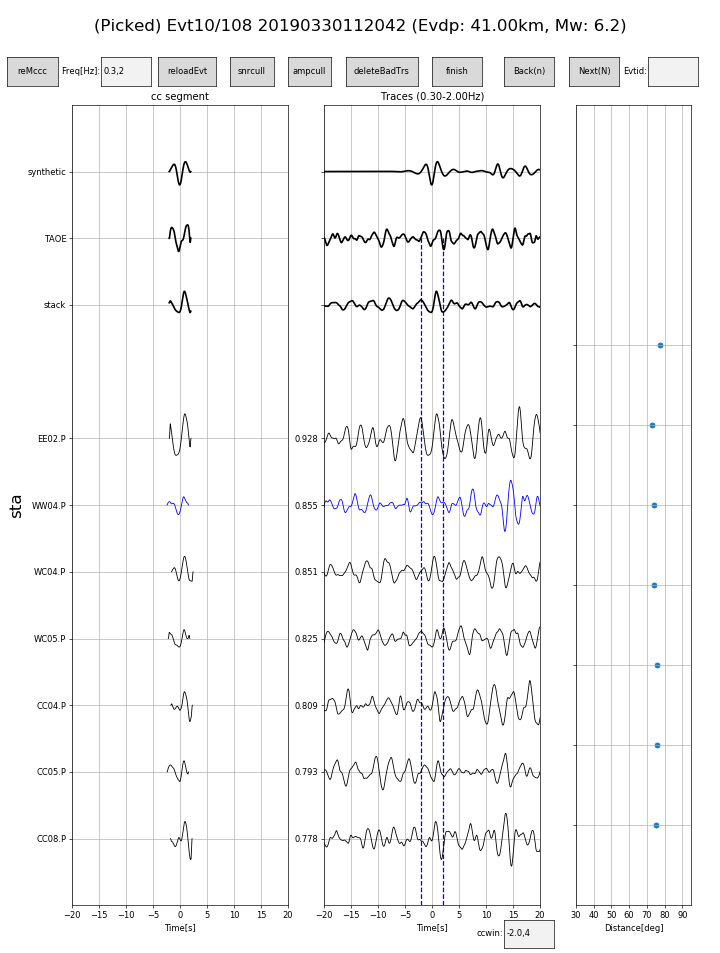 (Picked) Evt10/108 20190330112042 (Evdp: 41.00km, Mw: 6.2)
reMccc Freq[Hz]: 0.3,2 reloadEvt snrcull ampcull deleteBadTrs finish Back(n) Next(N) Evtid:
cc segment Traces (0.30-2.00Hz)
synthetic
TAOE
stack
EE02.P 0.928
WW04.P 0.855
WC04.P 0.851
WC05.P 0.825
CC04.P 0.809
CC05.P 0.793
CC08.P 0.778
sta
−20 −15 −10 −5 0 5 10 15 20 −20 −15 −10 −5 0 5 10 15 20 30 40 50 60 70 80 90
Time[s] Time[s] Distance[deg]
ccwin: -2.0,4